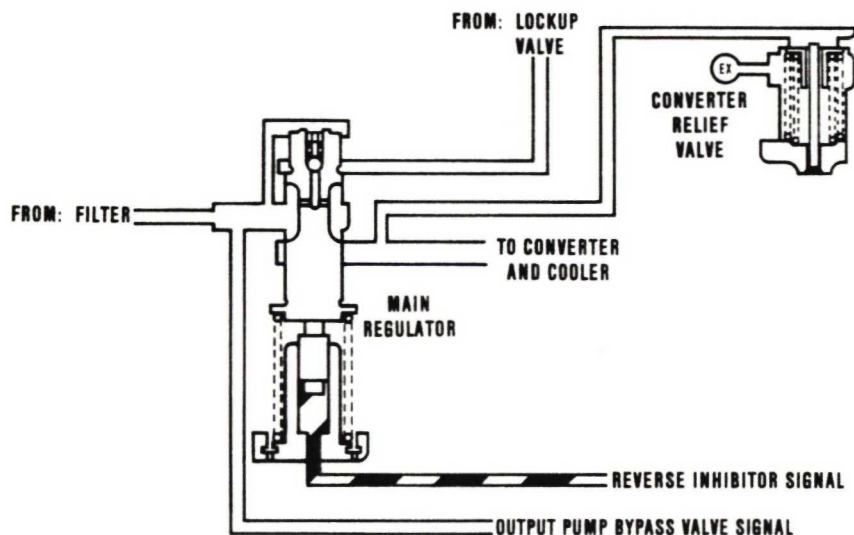 FROM: LOCKUP
VALVE
EX
CONVERTER
RELIEF
VALVE
FROM: FILTER
TO CONVERTER
AND COOLER
MAIN
REGULATOR
REVERSE INHIBITOR SIGNAL
OUTPUT PUMP BYPASS VALVE SIGNAL